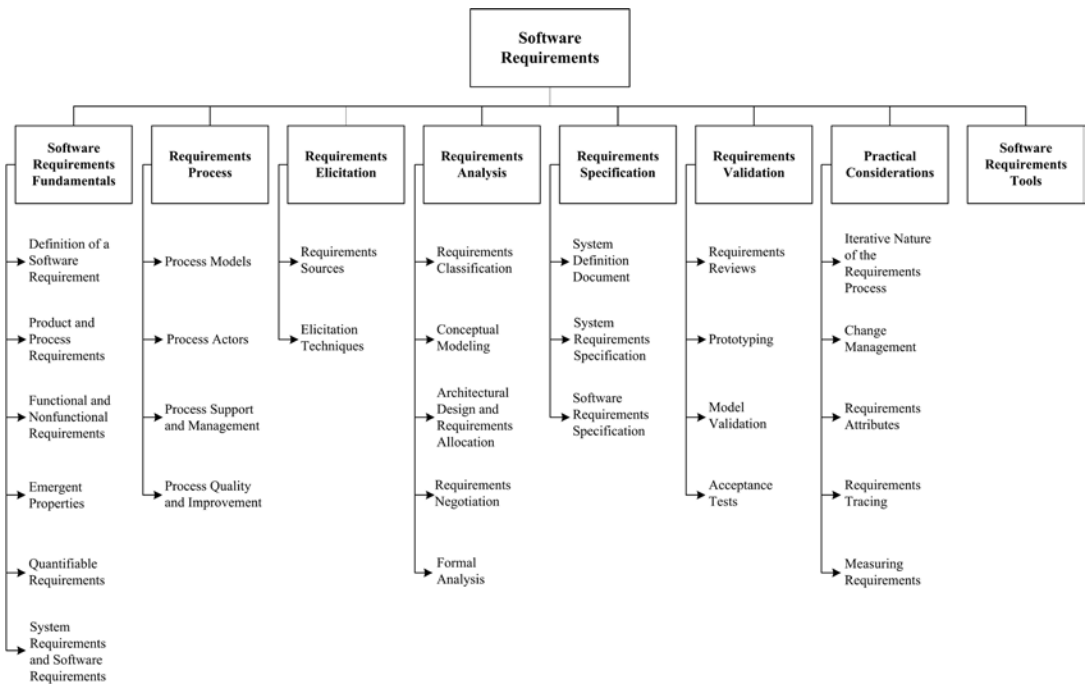 Software
Requirements
Software
Requirements
Fundamentals
Requirements
Process
Requirements
Elicitation
Requirements
Analysis
Requirements
Specification
Requirements
Validation
Practical
Considerations
Software
Requirements
Tools
Definition of a
Software
Requirement
Product and
Process
Requirements
Functional and
Nonfunctional
Requirements
Emergent
Properties
Quantifiable
Requirements
System
Requirements
and Software
Requirements
Process Models
Process Actors
Process Support
and Management
Process Quality
and Improvement
Requirements
Sources
Elicitation
Techniques
Requirements
Classification
Conceptual
Modeling
Architectural
Design and
Requirements
Allocation
Requirements
Negotiation
Formal
Analysis
System
Definition
Document
System
Requirements
Specification
Software
Requirements
Specification
Requirements
Reviews
Prototyping
Model
Validation
Acceptance
Tests
Iterative Nature
of the
Requirements
Process
Change
Management
Requirements
Attributes
Requirements
Tracing
Measuring
Requirements